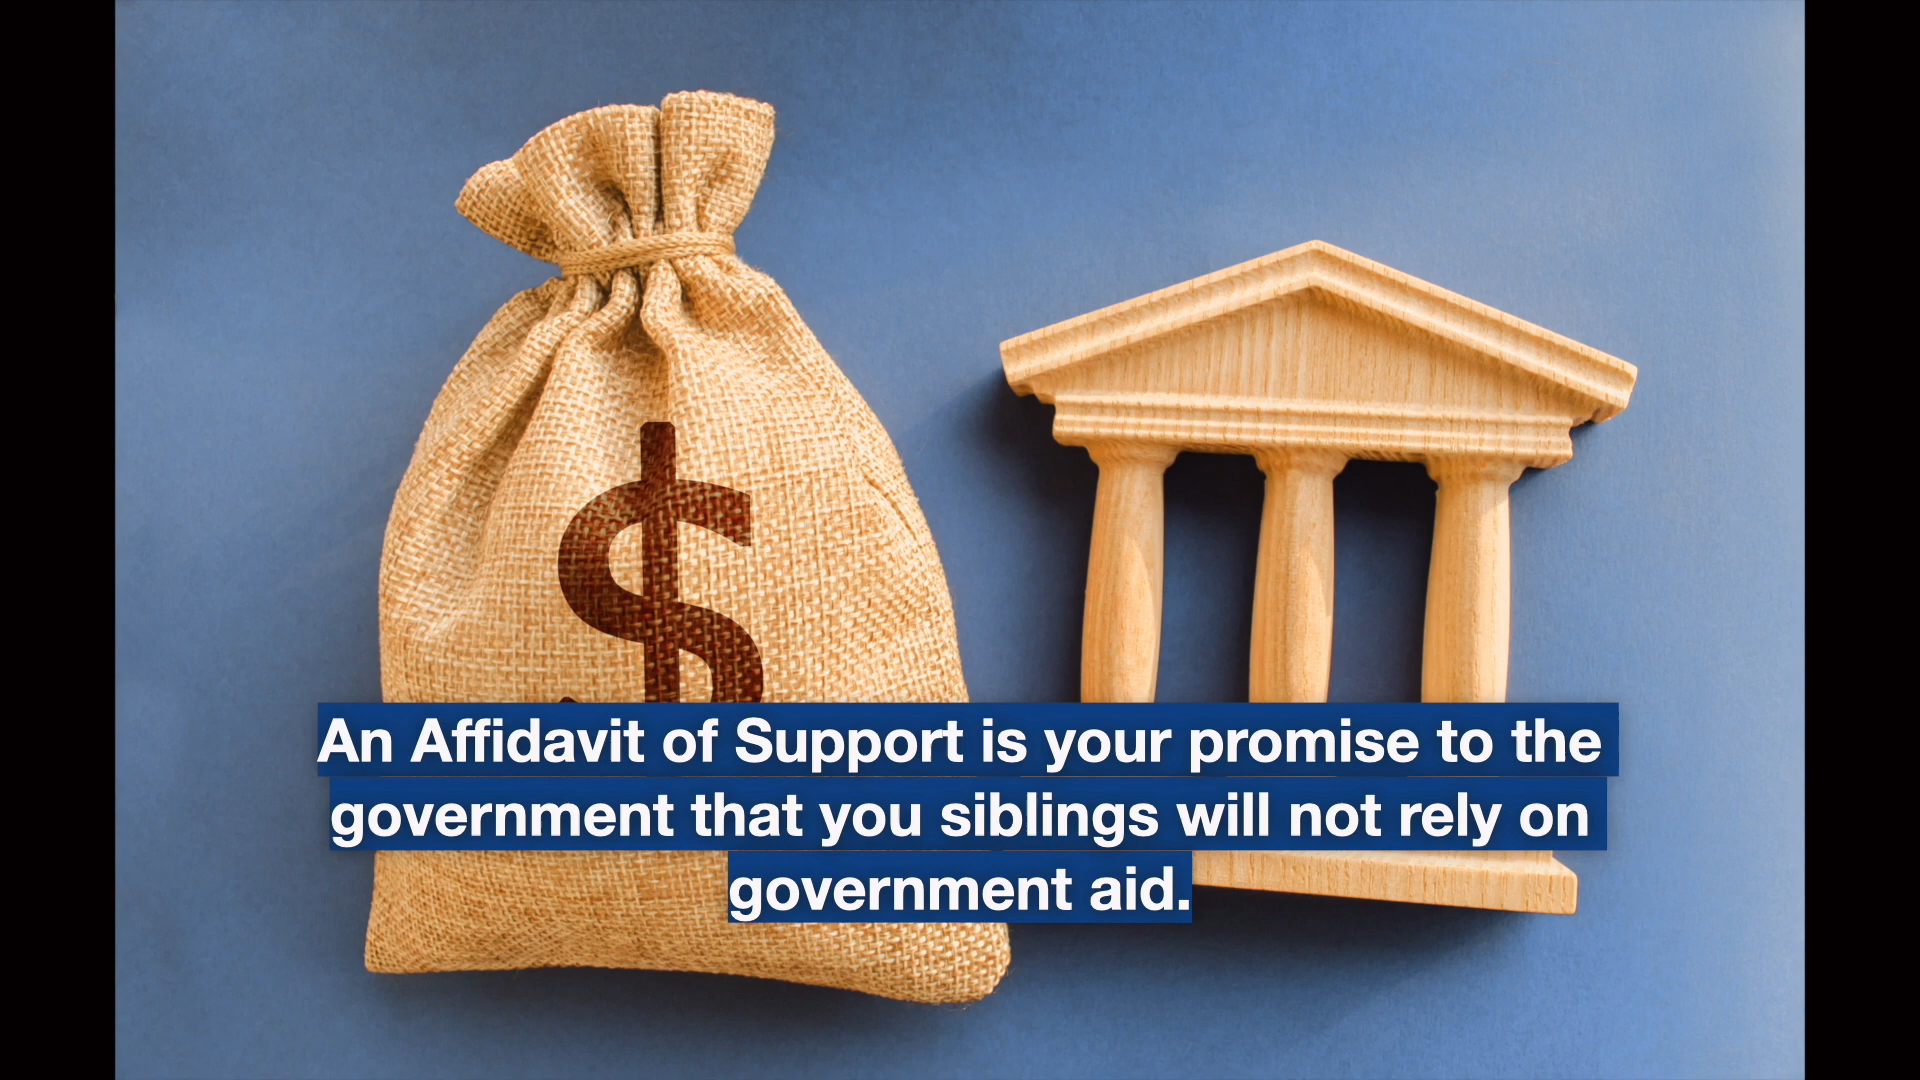 $
An Affidavit of Support is your promise to the
government that you siblings will not rely on
government aid.